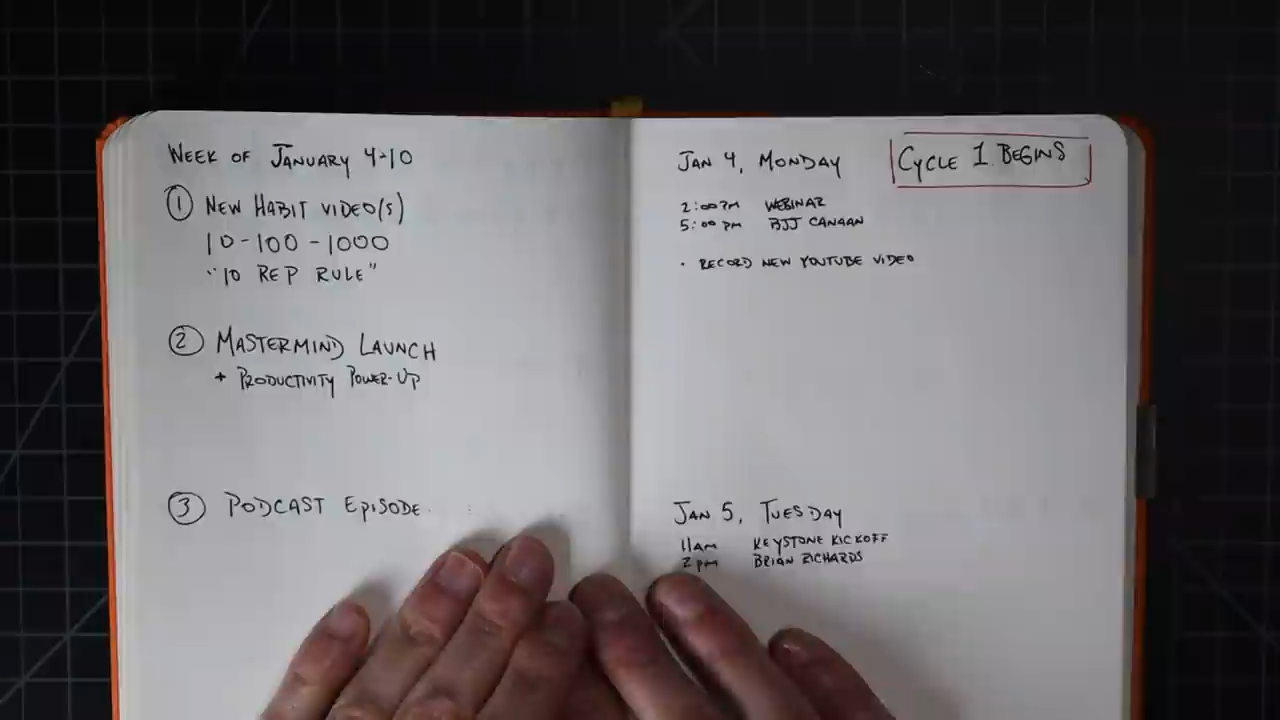 WEEK OF JANUARY 4-10
① NEW HABIT VIDEO(S)
10-100-1000
"10 REP RULE"
② MASTERMIND LAUNCH
+ PRODUCTIVITY POWER-UP
③ PODCAST EPISODE
JAN 4, MONDAY
CYCLE 1 BEGINS
2:00PM WEBINAR
5:00PM BJJ CANAAN
· RECORD NEW YOUTUBE VIDEO
JAN 5, TUESDAY
11AM KEYSTONE KICKOFF
2PM BRIAN RICHARDS